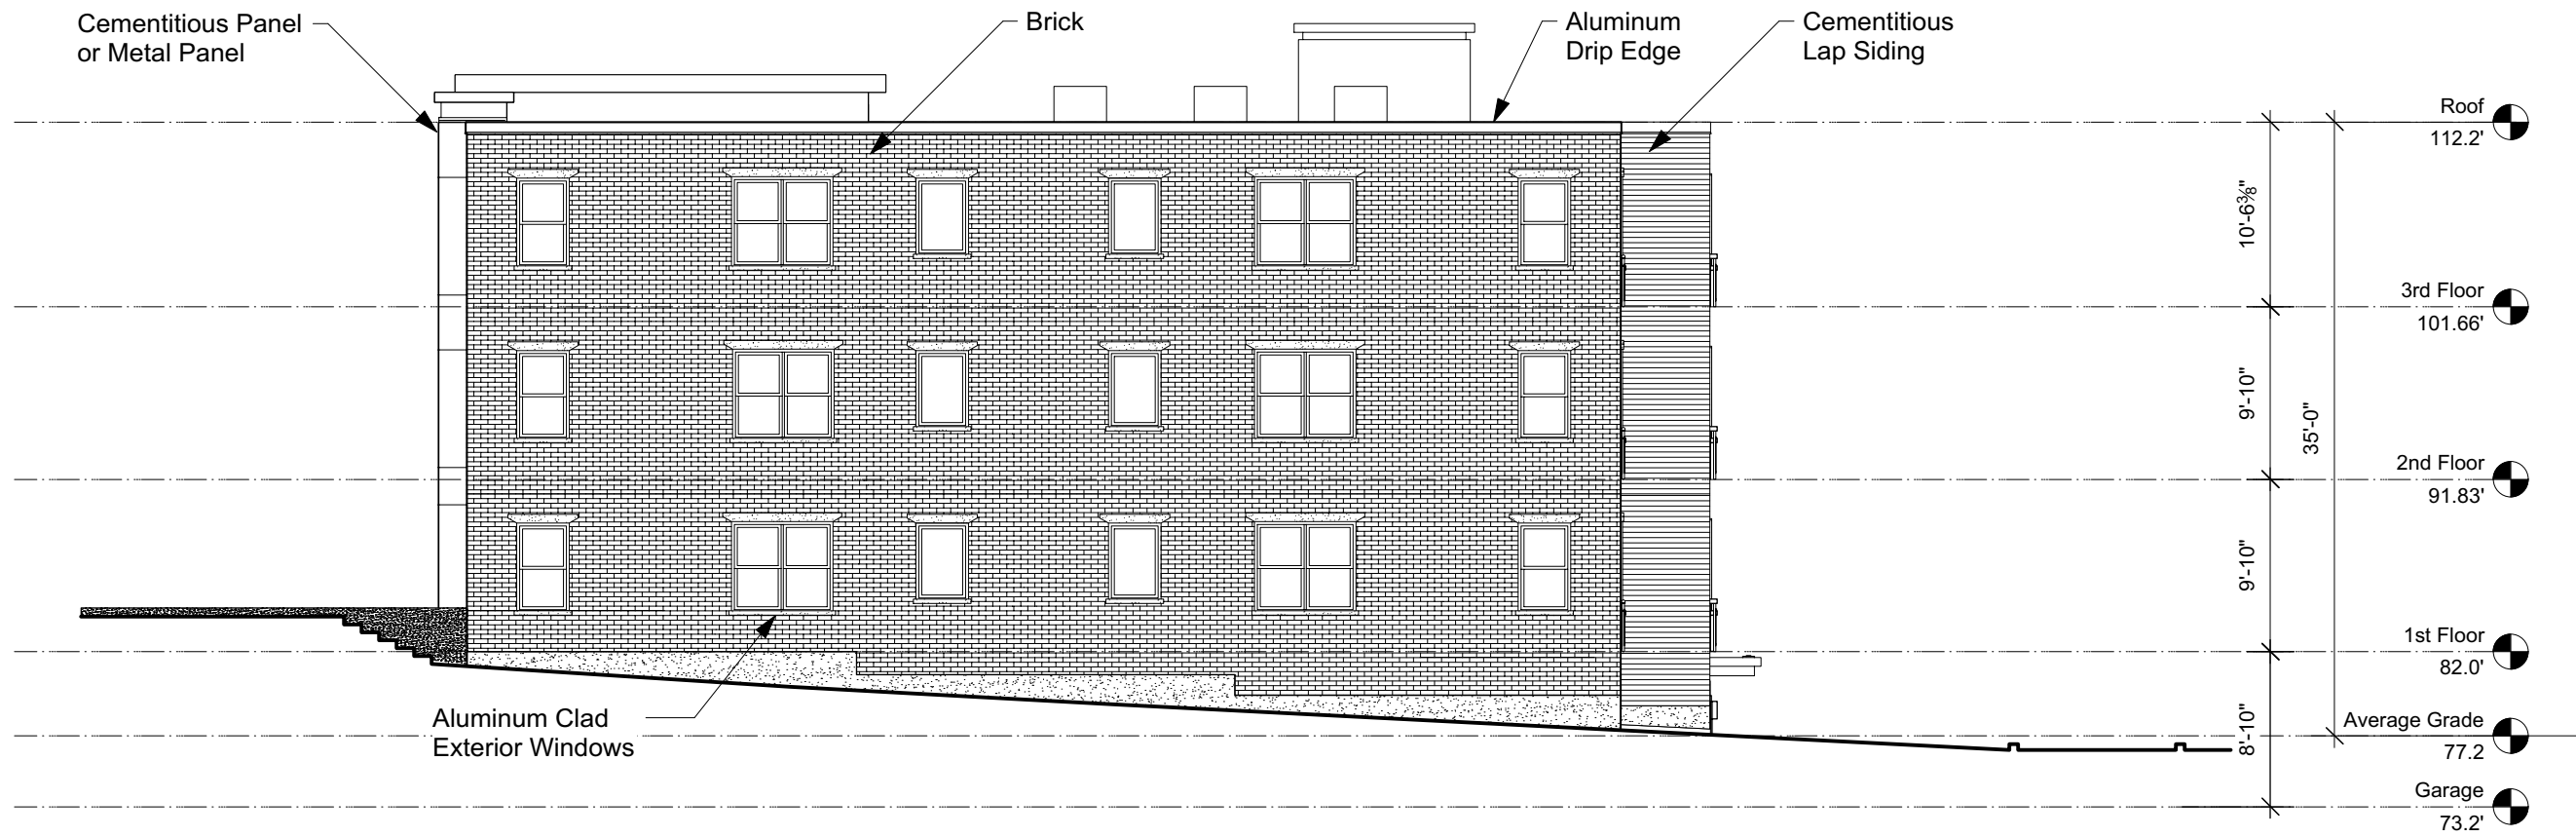 Cementitious Panel
or Metal Panel
Brick
Aluminum
Drip Edge
Cementitious
Lap Siding
Roof
112.2'
10'-6⅜"
3rd Floor
101.66'
9'-10"
35'-0"
2nd Floor
91.83'
9'-10"
1st Floor
82.0'
Aluminum Clad
Exterior Windows
Average Grade
77.2
8'-10"
Garage
73.2'